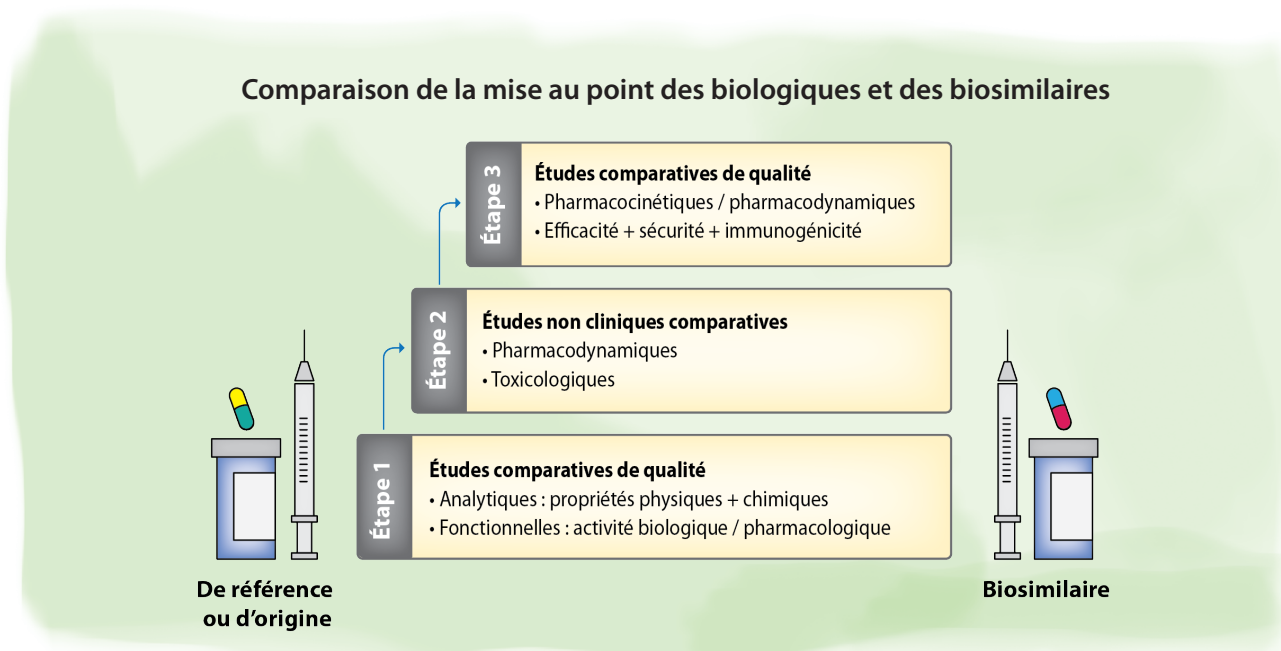 Comparaison de la mise au point des biologiques et des biosimilaires
Étape 3
Études comparatives de qualité
• Pharmacocinétiques / pharmacodynamiques
• Efficacité + sécurité + immunogénicité
Étape 2
Études non cliniques comparatives
• Pharmacodynamiques
• Toxicologiques
Étape 1
Études comparatives de qualité
• Analytiques : propriétés physiques + chimiques
• Fonctionnelles : activité biologique / pharmacologique
De référence
ou d’origine
Biosimilaire